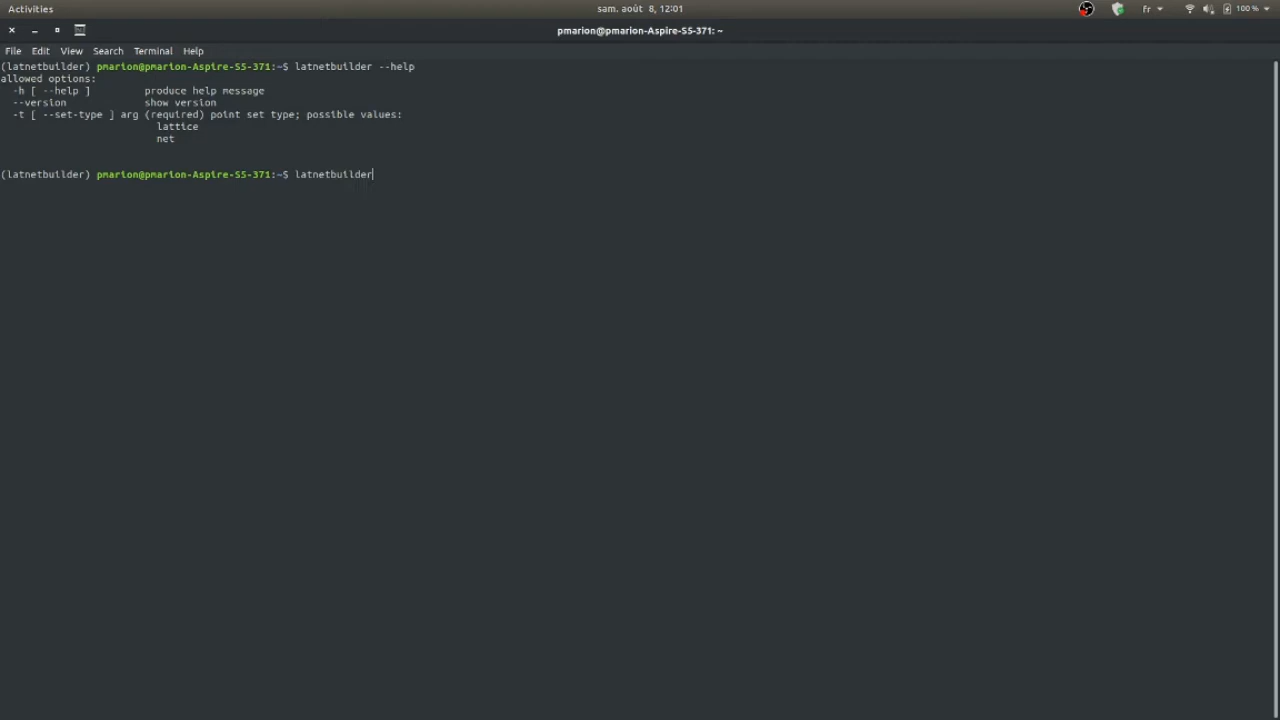 Activities
sam. août 8, 12:01
fr
100 %
pmarion@pmarion-Aspire-S5-371: ~
File Edit View Search Terminal Help
(latnetbuilder) pmarion@pmarion-Aspire-S5-371:~$ latnetbuilder --help
allowed options:
-h [ --help ] produce help message
--version show version
-t [ --set-type ] arg (required) point set type; possible values:
lattice
net
(latnetbuilder) pmarion@pmarion-Aspire-S5-371:~$ latnetbuilder